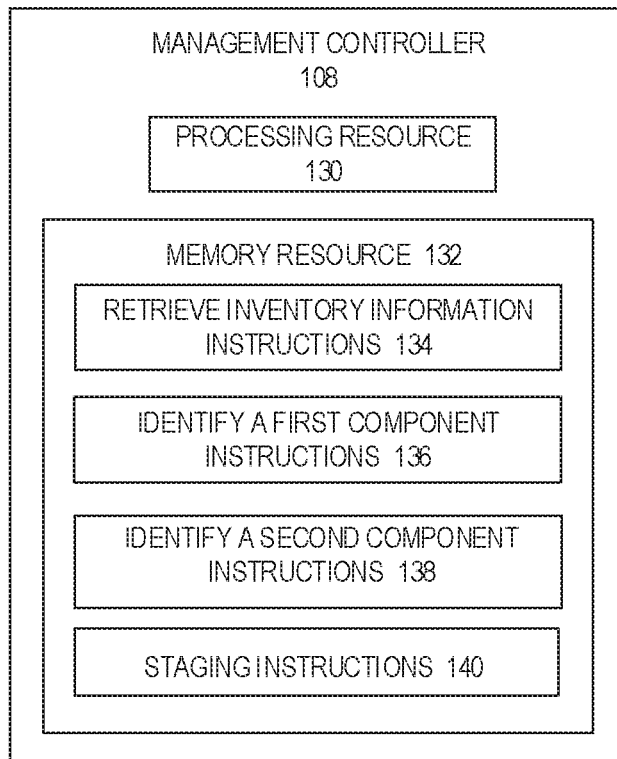 MANAGEMENT CONTROLLER
108
PROCESSING RESOURCE
130
MEMORY RESOURCE 132
RETRIEVE INVENTORY INFORMATION
INSTRUCTIONS 134
IDENTIFY A FIRST COMPONENT
INSTRUCTIONS 136
IDENTIFY A SECOND COMPONENT
INSTRUCTIONS 138
STAGING INSTRUCTIONS 140